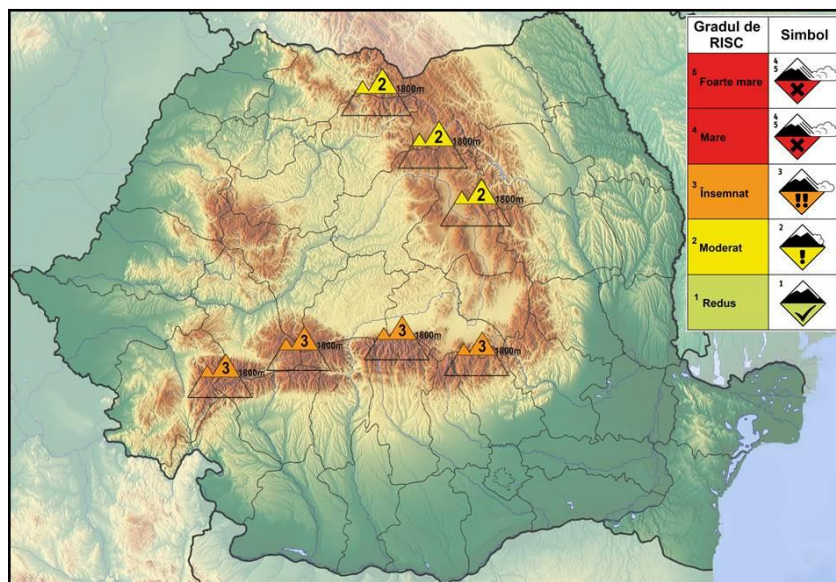 Gradul de
RISC
Simbol
5 Foarte mare
4
5
4 Mare
4
5
3 Însemnat
3
!!
2 Moderat
2
!
1 Redus
1
2
1800m
2
1800m
2
1800m
3
1800m
3
1800m
3
1800m
3
1800m